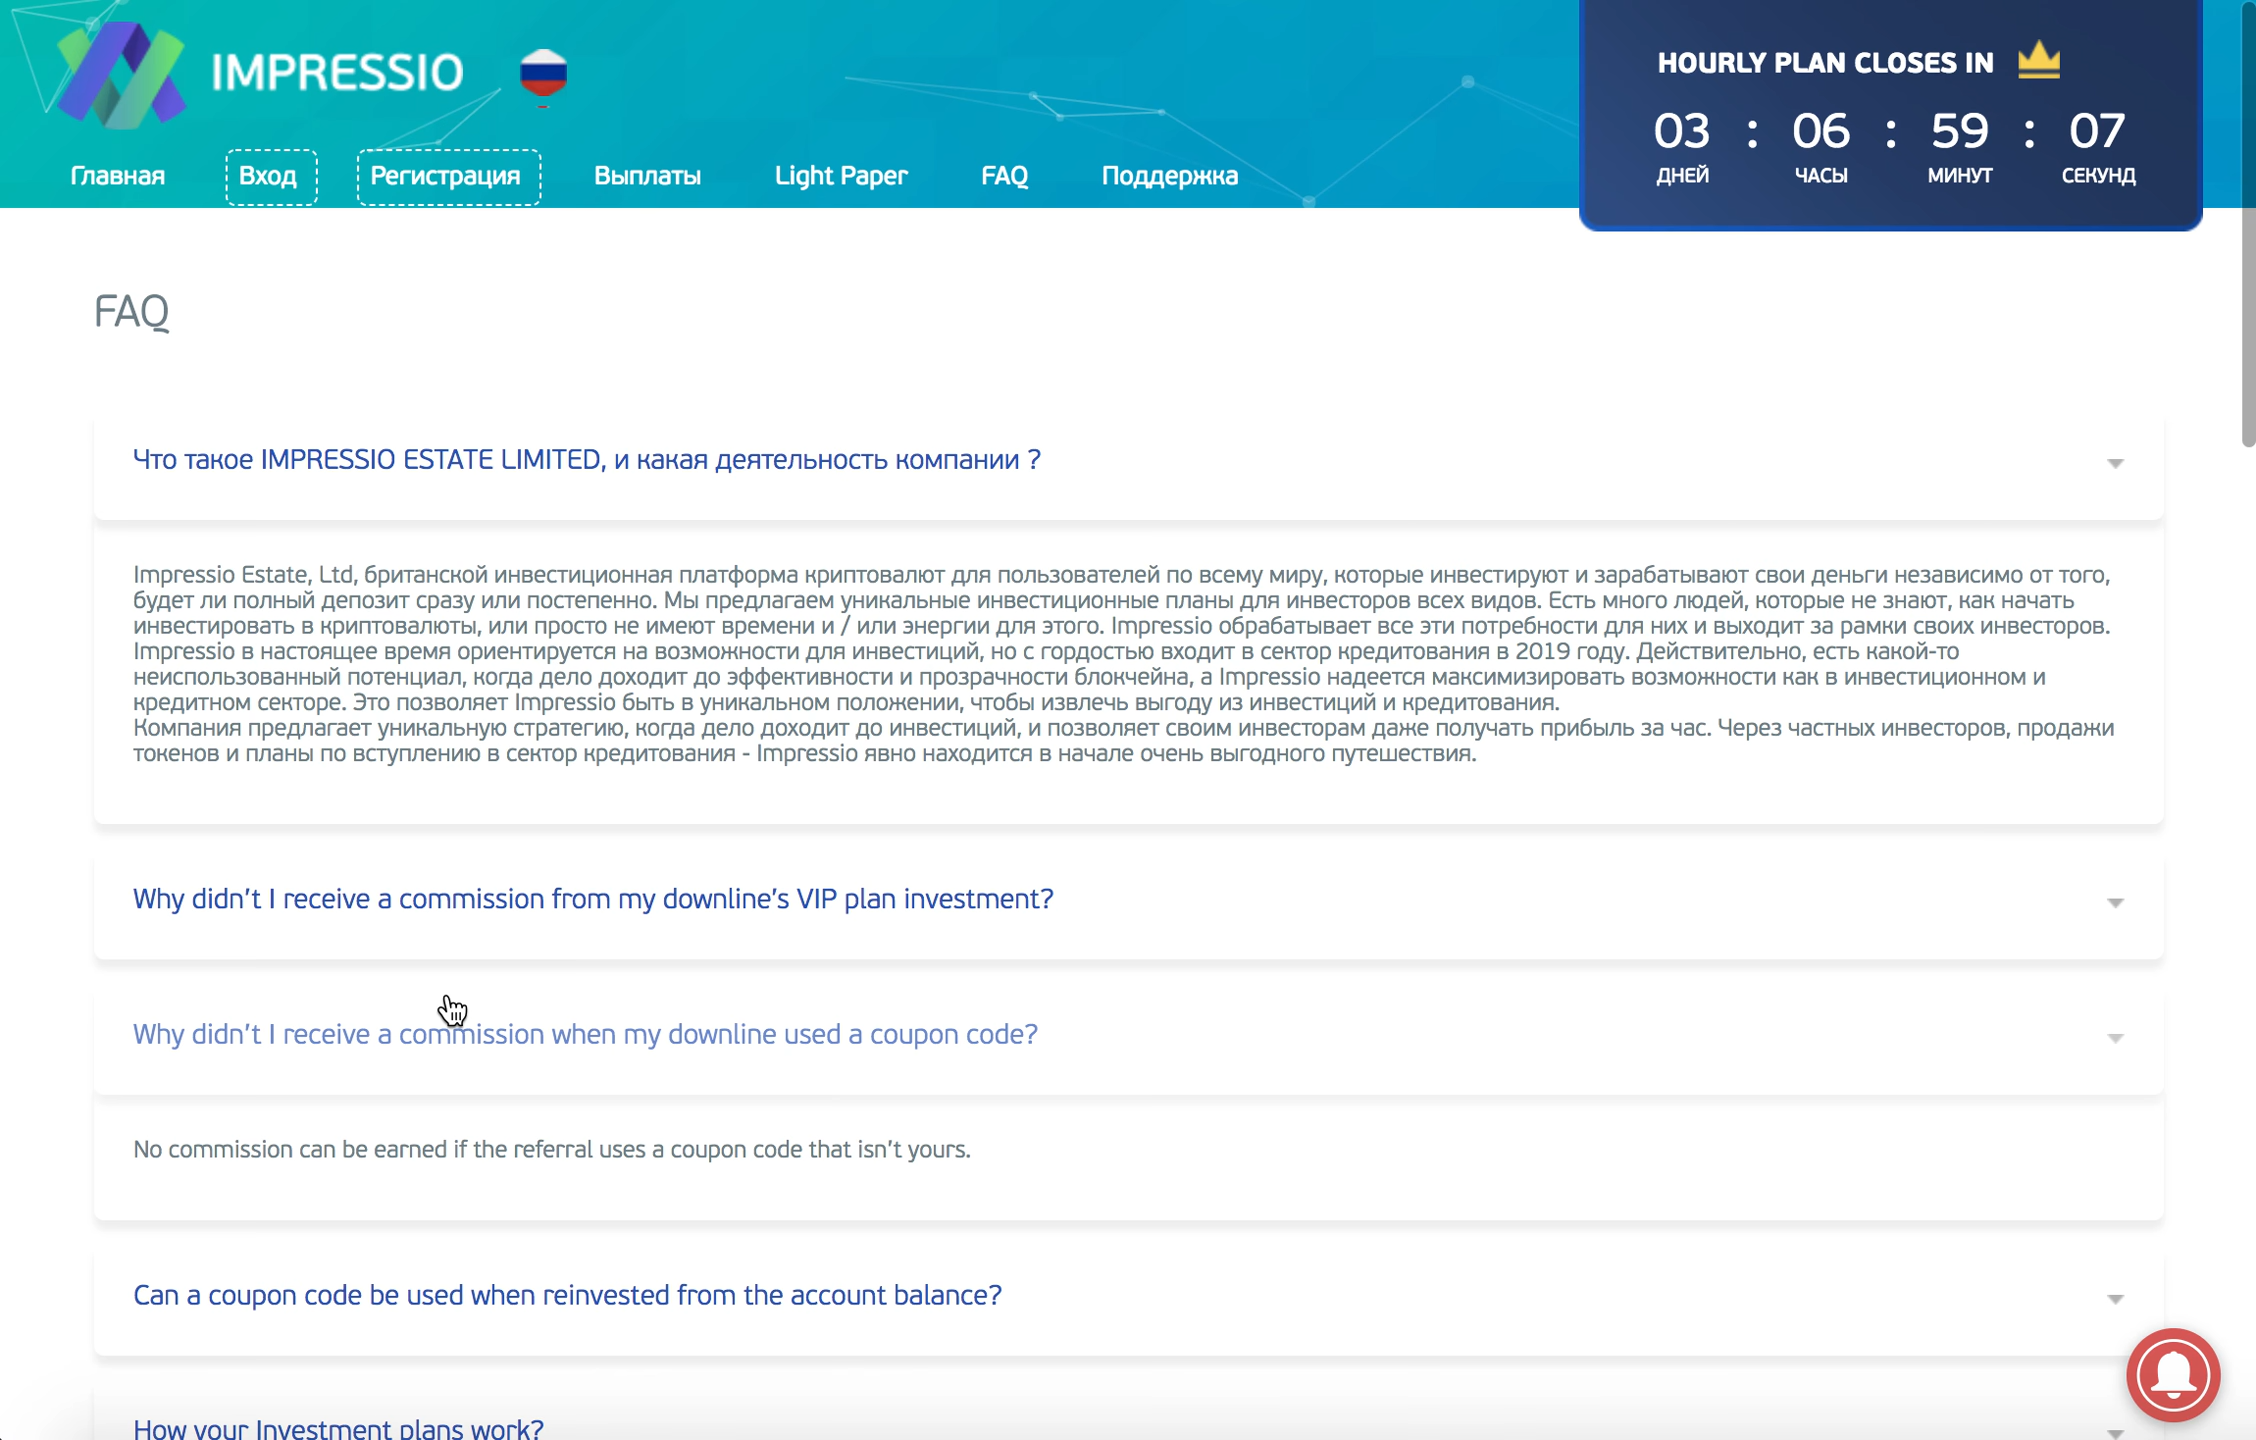 IMPRESSIO
HOURLY PLAN CLOSES IN
03 : 06 : 59 : 07
ДНЕЙ ЧАСЫ МИНУТ СЕКУНД
Главная Вход Регистрация Выплаты Light Paper FAQ Поддержка
FAQ
Что такое IMPRESSIO ESTATE LIMITED, и какая деятельность компании ?
Impressio Estate, Ltd, британской инвестиционная платформа криптовалют для пользователей по всему миру, которые инвестируют и зарабатывают свои деньги независимо от того,
будет ли полный депозит сразу или постепенно. Мы предлагаем уникальные инвестиционные планы для инвесторов всех видов. Есть много людей, которые не знают, как начать
инвестировать в криптовалюты, или просто не имеют времени и / или энергии для этого. Impressio обрабатывает все эти потребности для них и выходит за рамки своих инвесторов.
Impressio в настоящее время ориентируется на возможности для инвестиций, но с гордостью входит в сектор кредитования в 2019 году. Действительно, есть какой-то
неиспользованный потенциал, когда дело доходит до эффективности и прозрачности блокчейна, а Impressio надеется максимизировать возможности как в инвестиционном и
кредитном секторе. Это позволяет Impressio быть в уникальном положении, чтобы извлечь выгоду из инвестиций и кредитования.
Компания предлагает уникальную стратегию, когда дело доходит до инвестиций, и позволяет своим инвесторам даже получать прибыль за час. Через частных инвесторов, продажи
токенов и планы по вступлению в сектор кредитования - Impressio явно находится в начале очень выгодного путешествия.
Why didn't I receive a commission from my downline's VIP plan investment?
Why didn't I receive a commission when my downline used a coupon code?
No commission can be earned if the referral uses a coupon code that isn't yours.
Can a coupon code be used when reinvested from the account balance?
How your Investment plans work?